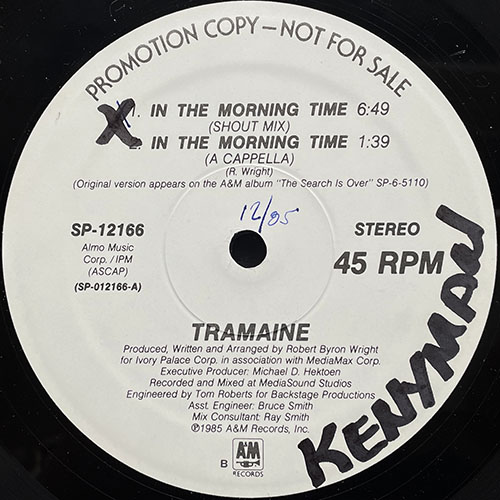 PROMOTION COPY — NOT FOR SALE
X 1. IN THE MORNING TIME 6:49
(SHOUT MIX)
2. IN THE MORNING TIME 1:39
(A CAPPELLA)
(R. Wright)
(Original version appears on the A&M album "The Search Is Over" SP-6-5110)
12/85
SP-12166
Almo Music
Corp./IPM
(ASCAP)
(SP-012166-A)
STEREO
45 RPM
KENYMAN
TRAMAINE
Produced, Written and Arranged by Robert Byron Wright
for Ivory Palace Corp. in association with MediaMax Corp.
Executive Producer: Michael D. Hektoen
Recorded and Mixed at MediaSound Studios
Engineered by Tom Roberts for Backstage Productions
Asst. Engineer: Bruce Smith
Mix Consultant: Ray Smith
℗1985 A&M Records, Inc.
B
A&M
RECORDS